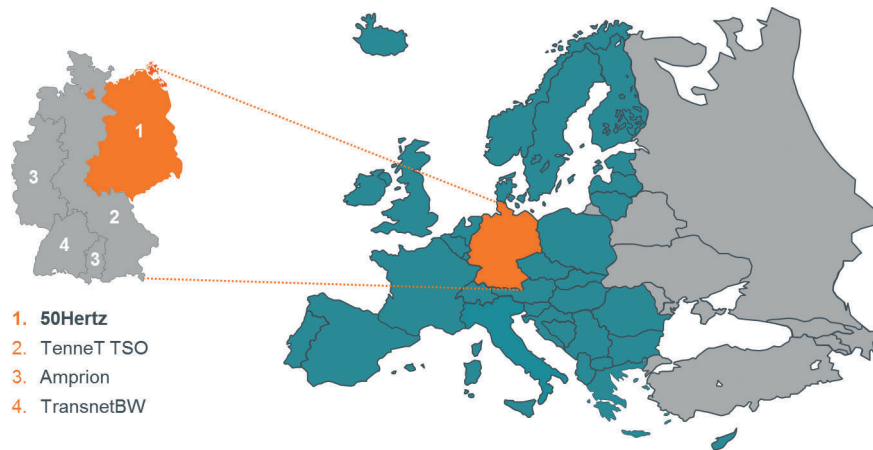 1
3
2
4
3
1. 50Hertz
2. TenneT TSO
3. Amprion
4. TransnetBW